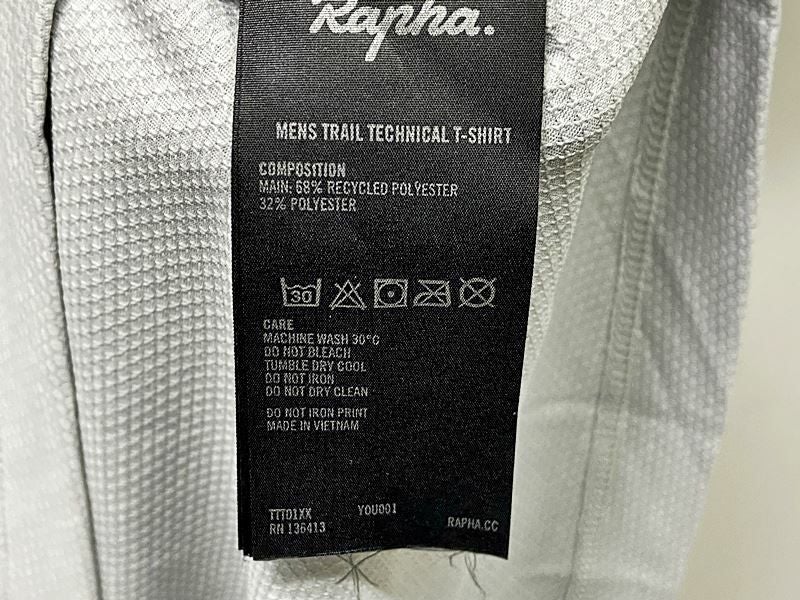 Rapha.
MENS TRAIL TECHNICAL T-SHIRT
COMPOSITION
MAIN: 68% RECYCLED POLYESTER
32% POLYESTER
30
CARE
MACHINE WASH 30°C
DO NOT BLEACH
TUMBLE DRY COOL
DO NOT IRON
DO NOT DRY CLEAN
DO NOT IRON PRINT
MADE IN VIETNAM
TTT01XX YOU001
RN 136413 RAPHA.CC